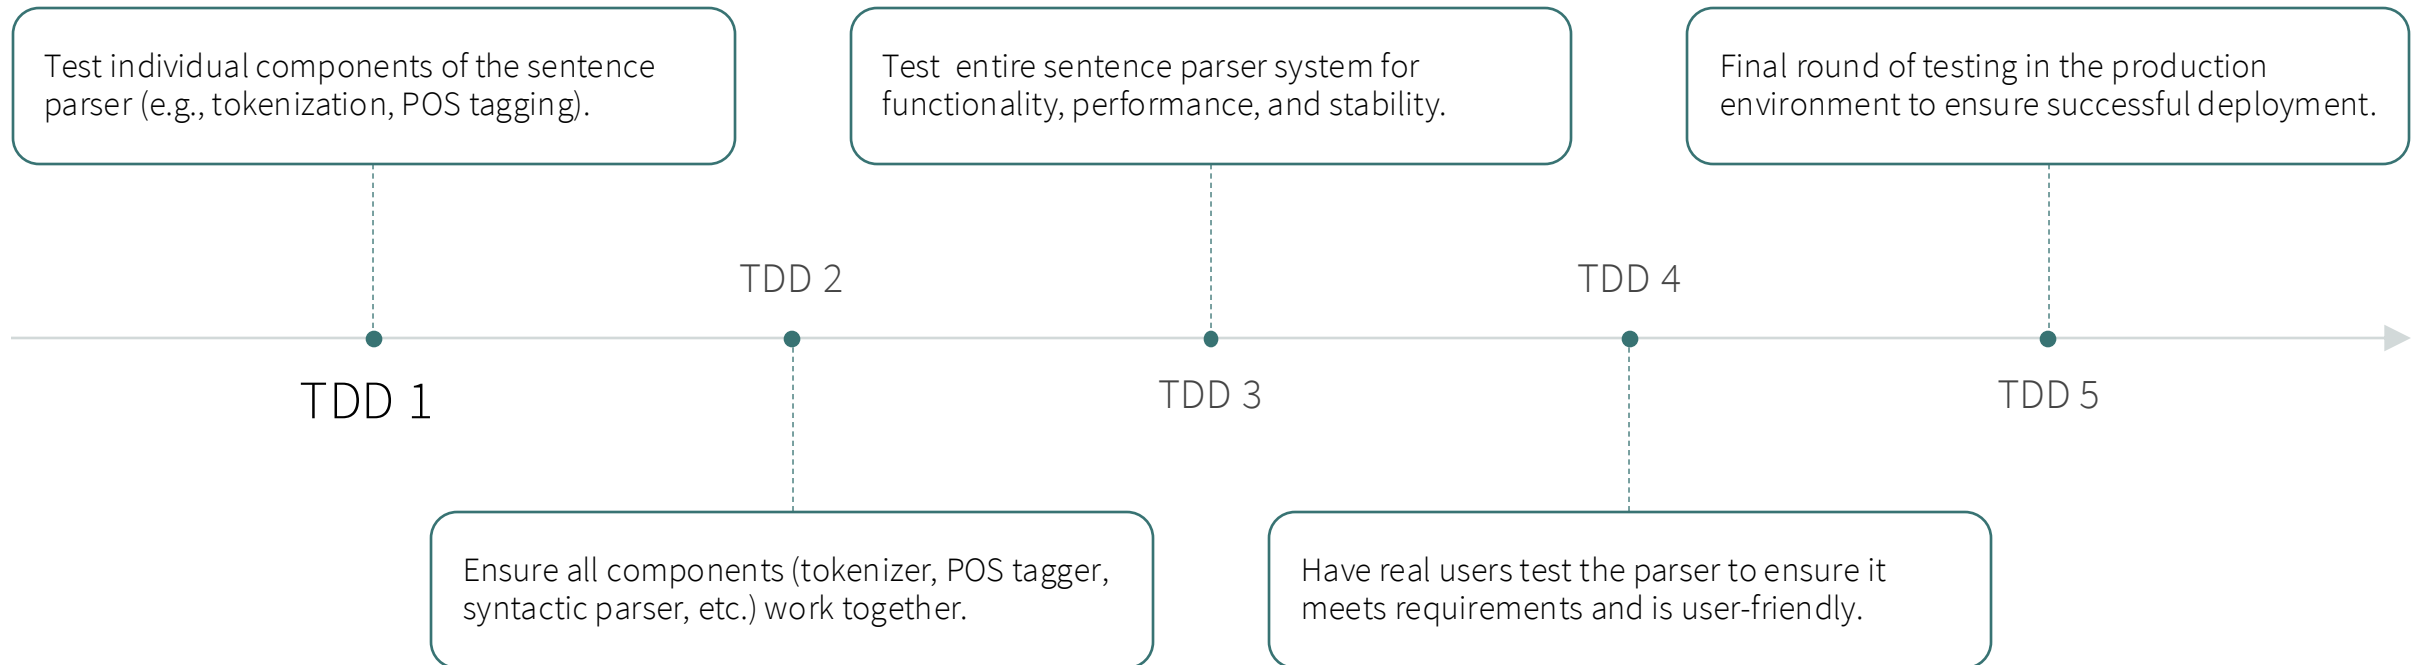 Test individual components of the sentence
parser (e.g., tokenization, POS tagging).
Test  entire sentence parser system for
functionality, performance, and stability.
Final round of testing in the production
environment to ensure successful deployment.
TDD 2
TDD 4
TDD 1
TDD 3
TDD 5
Ensure all components (tokenizer, POS tagger,
syntactic parser, etc.) work together.
Have real users test the parser to ensure it
meets requirements and is user-friendly.